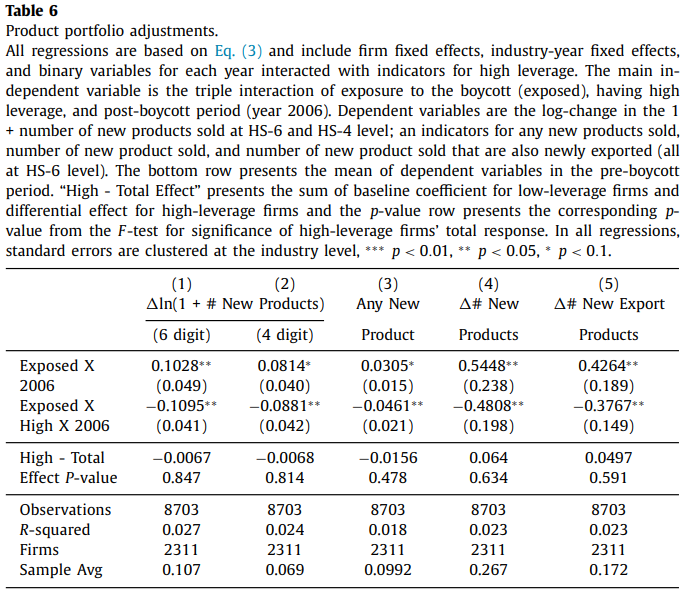 Table 6
Product portfolio adjustments.
All regressions are based on Eq. (3) and include firm fixed effects, industry-year fixed effects,
and binary variables for each year interacted with indicators for high leverage. The main in-
dependent variable is the triple interaction of exposure to the boycott (exposed), having high
leverage, and post-boycott period (year 2006). Dependent variables are the log-change in the 1
+ number of new products sold at HS-6 and HS-4 level; an indicators for any new products sold,
number of new product sold, and number of new product sold that are also newly exported (all
at HS-6 level). The bottom row presents the mean of dependent variables in the pre-boycott
period. “High - Total Effect” presents the sum of baseline coefficient for low-leverage firms and
differential effect for high-leverage firms and the p-value row presents the corresponding p-
value from the F-test for significance of high-leverage firms’ total response. In all regressions,
standard errors are clustered at the industry level, *** p < 0.01, ** p < 0.05, * p < 0.1.
(1) (2) (3) (4) (5)
Δln(1 + # New Products) Any New Δ# New Δ# New Export
(6 digit) (4 digit) Product Products Products
Exposed X 0.1028** 0.0814* 0.0305* 0.5448** 0.4264**
2006 (0.049) (0.040) (0.015) (0.238) (0.189)
Exposed X −0.1095** −0.0881** −0.0461** −0.4808** −0.3767**
High X 2006 (0.041) (0.042) (0.021) (0.198) (0.149)
High - Total −0.0067 −0.0068 −0.0156 0.064 0.0497
Effect P-value 0.847 0.814 0.478 0.634 0.591
Observations 8703 8703 8703 8703 8703
R-squared 0.027 0.024 0.018 0.023 0.023
Firms 2311 2311 2311 2311 2311
Sample Avg 0.107 0.069 0.0992 0.267 0.172